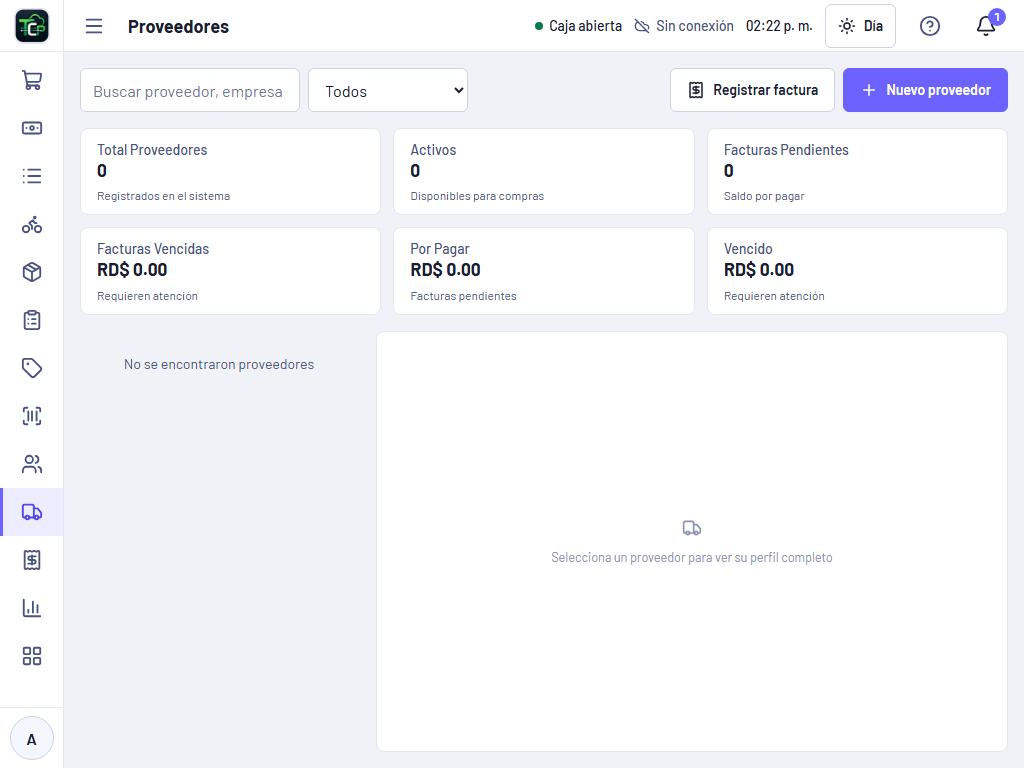 TCP
Proveedores
Caja abierta
Sin conexión
02:22 p. m.
Día
1
Buscar proveedor, empresa
Todos
Registrar factura
Nuevo proveedor
Total Proveedores
0
Registrados en el sistema
Activos
0
Disponibles para compras
Facturas Pendientes
0
Saldo por pagar
Facturas Vencidas
RD$ 0.00
Requieren atención
Por Pagar
RD$ 0.00
Facturas pendientes
Vencido
RD$ 0.00
Requieren atención
No se encontraron proveedores
Selecciona un proveedor para ver su perfil completo
A